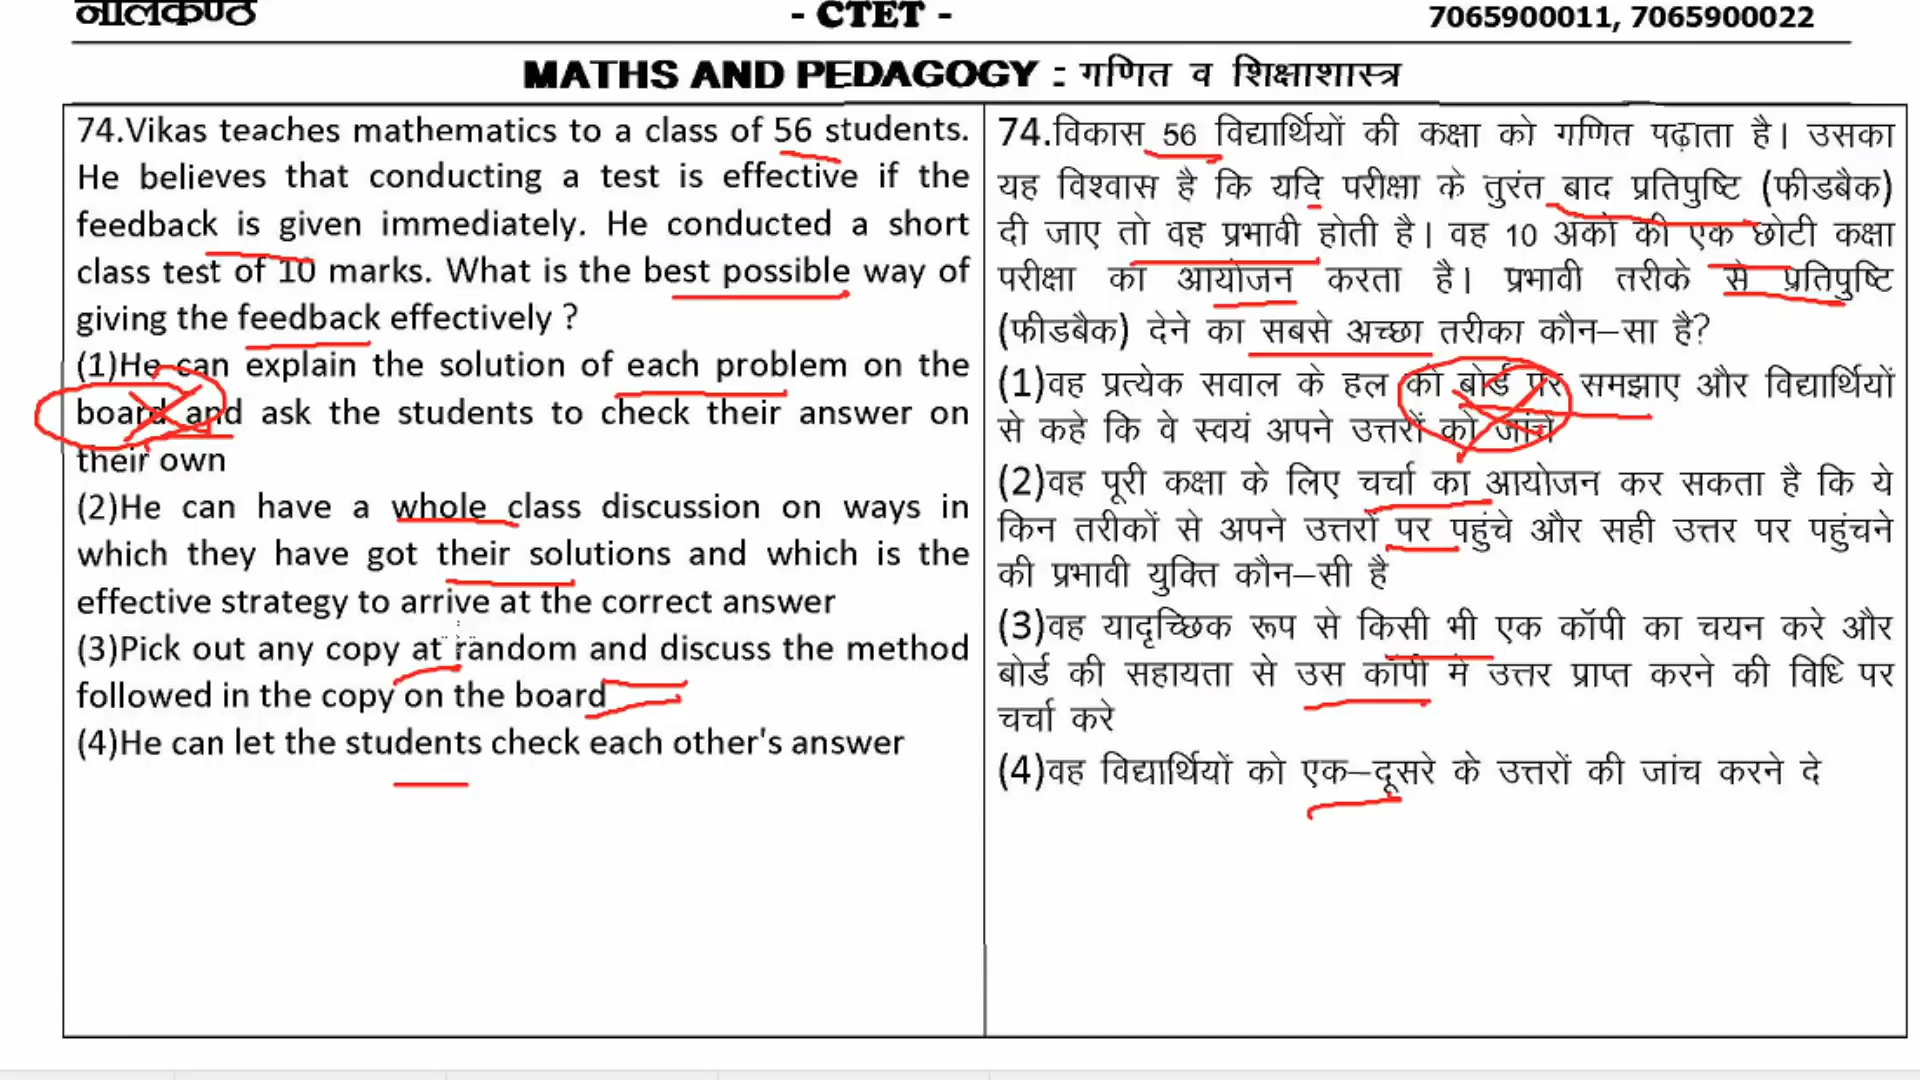 नीलकण्ठ
- CTET -
7065900011, 7065900022
MATHS AND PEDAGOGY : गणित व शिक्षाशास्त्र
74.Vikas teaches mathematics to a class of 56 students.
He believes that conducting a test is effective if the
feedback is given immediately. He conducted a short
class test of 10 marks. What is the best possible way of
giving the feedback effectively ?
(1)He can explain the solution of each problem on the
board and ask the students to check their answer on
their own
(2)He can have a whole class discussion on ways in
which they have got their solutions and which is the
effective strategy to arrive at the correct answer
(3)Pick out any copy at random and discuss the method
followed in the copy on the board
(4)He can let the students check each other's answer
74.विकास 56 विद्यार्थियों की कक्षा को गणित पढ़ाता है। उसका
यह विश्वास है कि यदि परीक्षा के तुरंत बाद प्रतिपुष्टि (फीडबैक)
दी जाए तो वह प्रभावी होती है। वह 10 अंको की एक छोटी कक्षा
परीक्षा का आयोजन करता है। प्रभावी तरीके से प्रतिपुष्टि
(फीडबैक) देने का सबसे अच्छा तरीका कौन–सा है?
(1)वह प्रत्येक सवाल के हल को बोर्ड पर समझाए और विद्यार्थियों
से कहे कि वे स्वयं अपने उत्तरों को जांचे
(2)वह पूरी कक्षा के लिए चर्चा का आयोजन कर सकता है कि ये
किन तरीकों से अपने उत्तरों पर पहुंचे और सही उत्तर पर पहुंचने
की प्रभावी युक्ति कौन–सी है
(3)वह यादृच्छिक रूप से किसी भी एक कॉपी का चयन करे और
बोर्ड की सहायता से उस कॉपी में उत्तर प्राप्त करने की विधि पर
चर्चा करे
(4)वह विद्यार्थियों को एक–दूसरे के उत्तरों की जांच करने दे